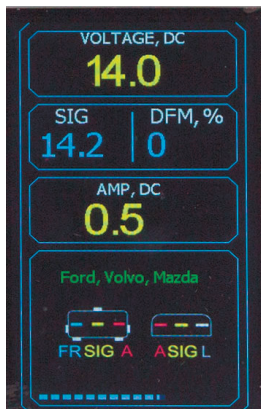 VOLTAGE, DC
14.0
SIG DFM, %
14.2 0
AMP, DC
0.5
Ford, Volvo, Mazda
FR SIG A A SIG L